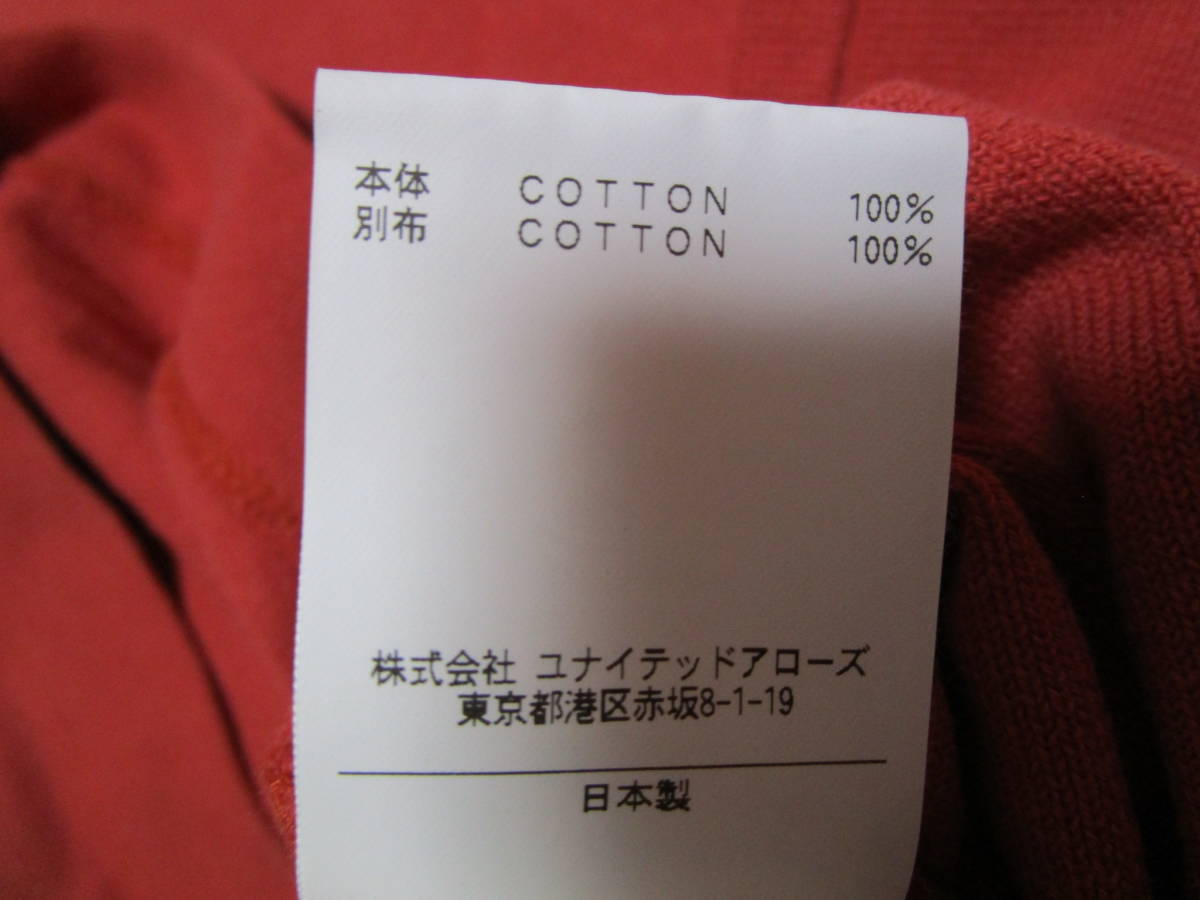 本体 COTTON 100%
別布 COTTON 100%
株式会社 ユナイテッドアローズ
東京都港区赤坂8-1-19
日本製